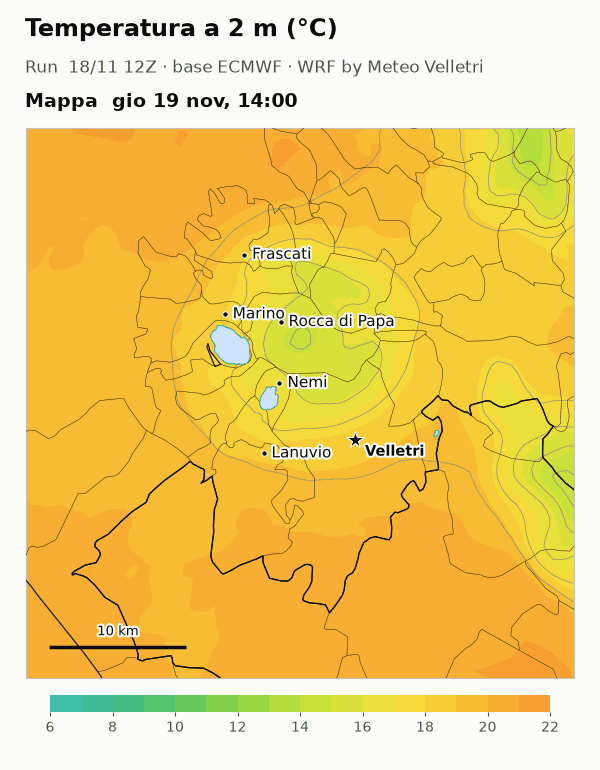 Temperatura a 2 m (°C)
Run  18/11 12Z · base ECMWF · WRF by Meteo Velletri
Mappa  gio 19 nov, 14:00
Frascati
Marino
Rocca di Papa
Nemi
Velletri
Lanuvio
10 km
6 8 10 12 14 16 18 20 22